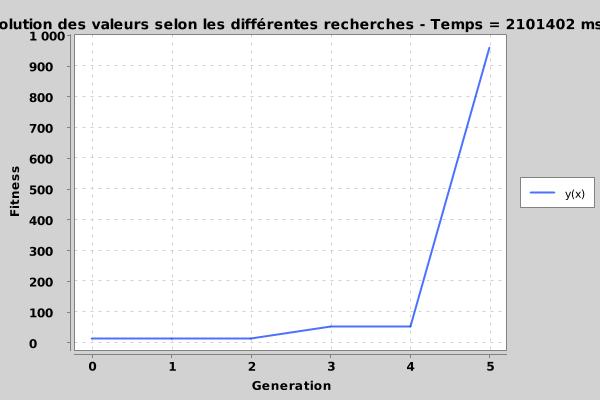 olution des valeurs selon les différentes recherches - Temps = 2101402 ms
1 000
900
800
700
600
500
400
300
200
100
0
Fitness
0 1 2 3 4 5
Generation
y(x)